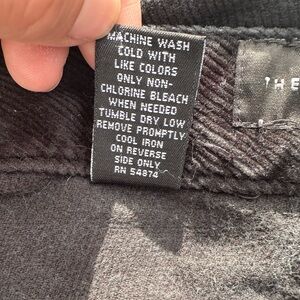 MACHINE WASH
COLD WITH
LIKE COLORS
ONLY NON-
CHLORINE BLEACH
WHEN NEEDED
TUMBLE DRY LOW
REMOVE PROMPTLY
COOL IRON
ON REVERSE
SIDE ONLY
RN 54874
THE